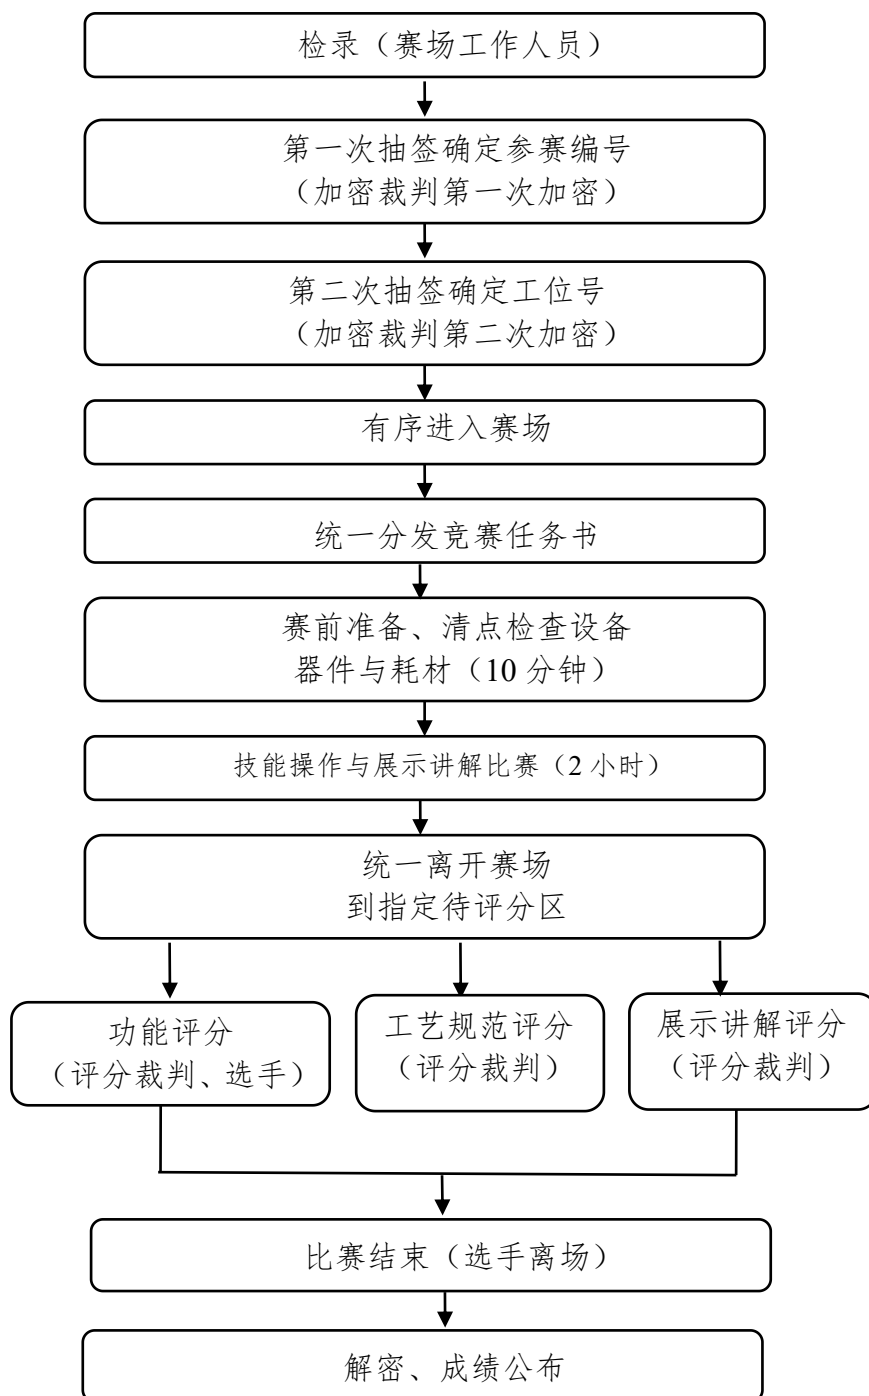 检录（赛场工作人员）
第一次抽签确定参赛编号
（加密裁判第一次加密）
第二次抽签确定工位号
（加密裁判第二次加密）
有序进入赛场
统一分发竞赛任务书
赛前准备、清点检查设备
器件与耗材（10 分钟）
技能操作与展示讲解比赛（2 小时）
统一离开赛场
到指定待评分区
功能评分
（评分裁判、选手）
工艺规范评分
（评分裁判）
展示讲解评分
（评分裁判）
比赛结束（选手离场）
解密、成绩公布